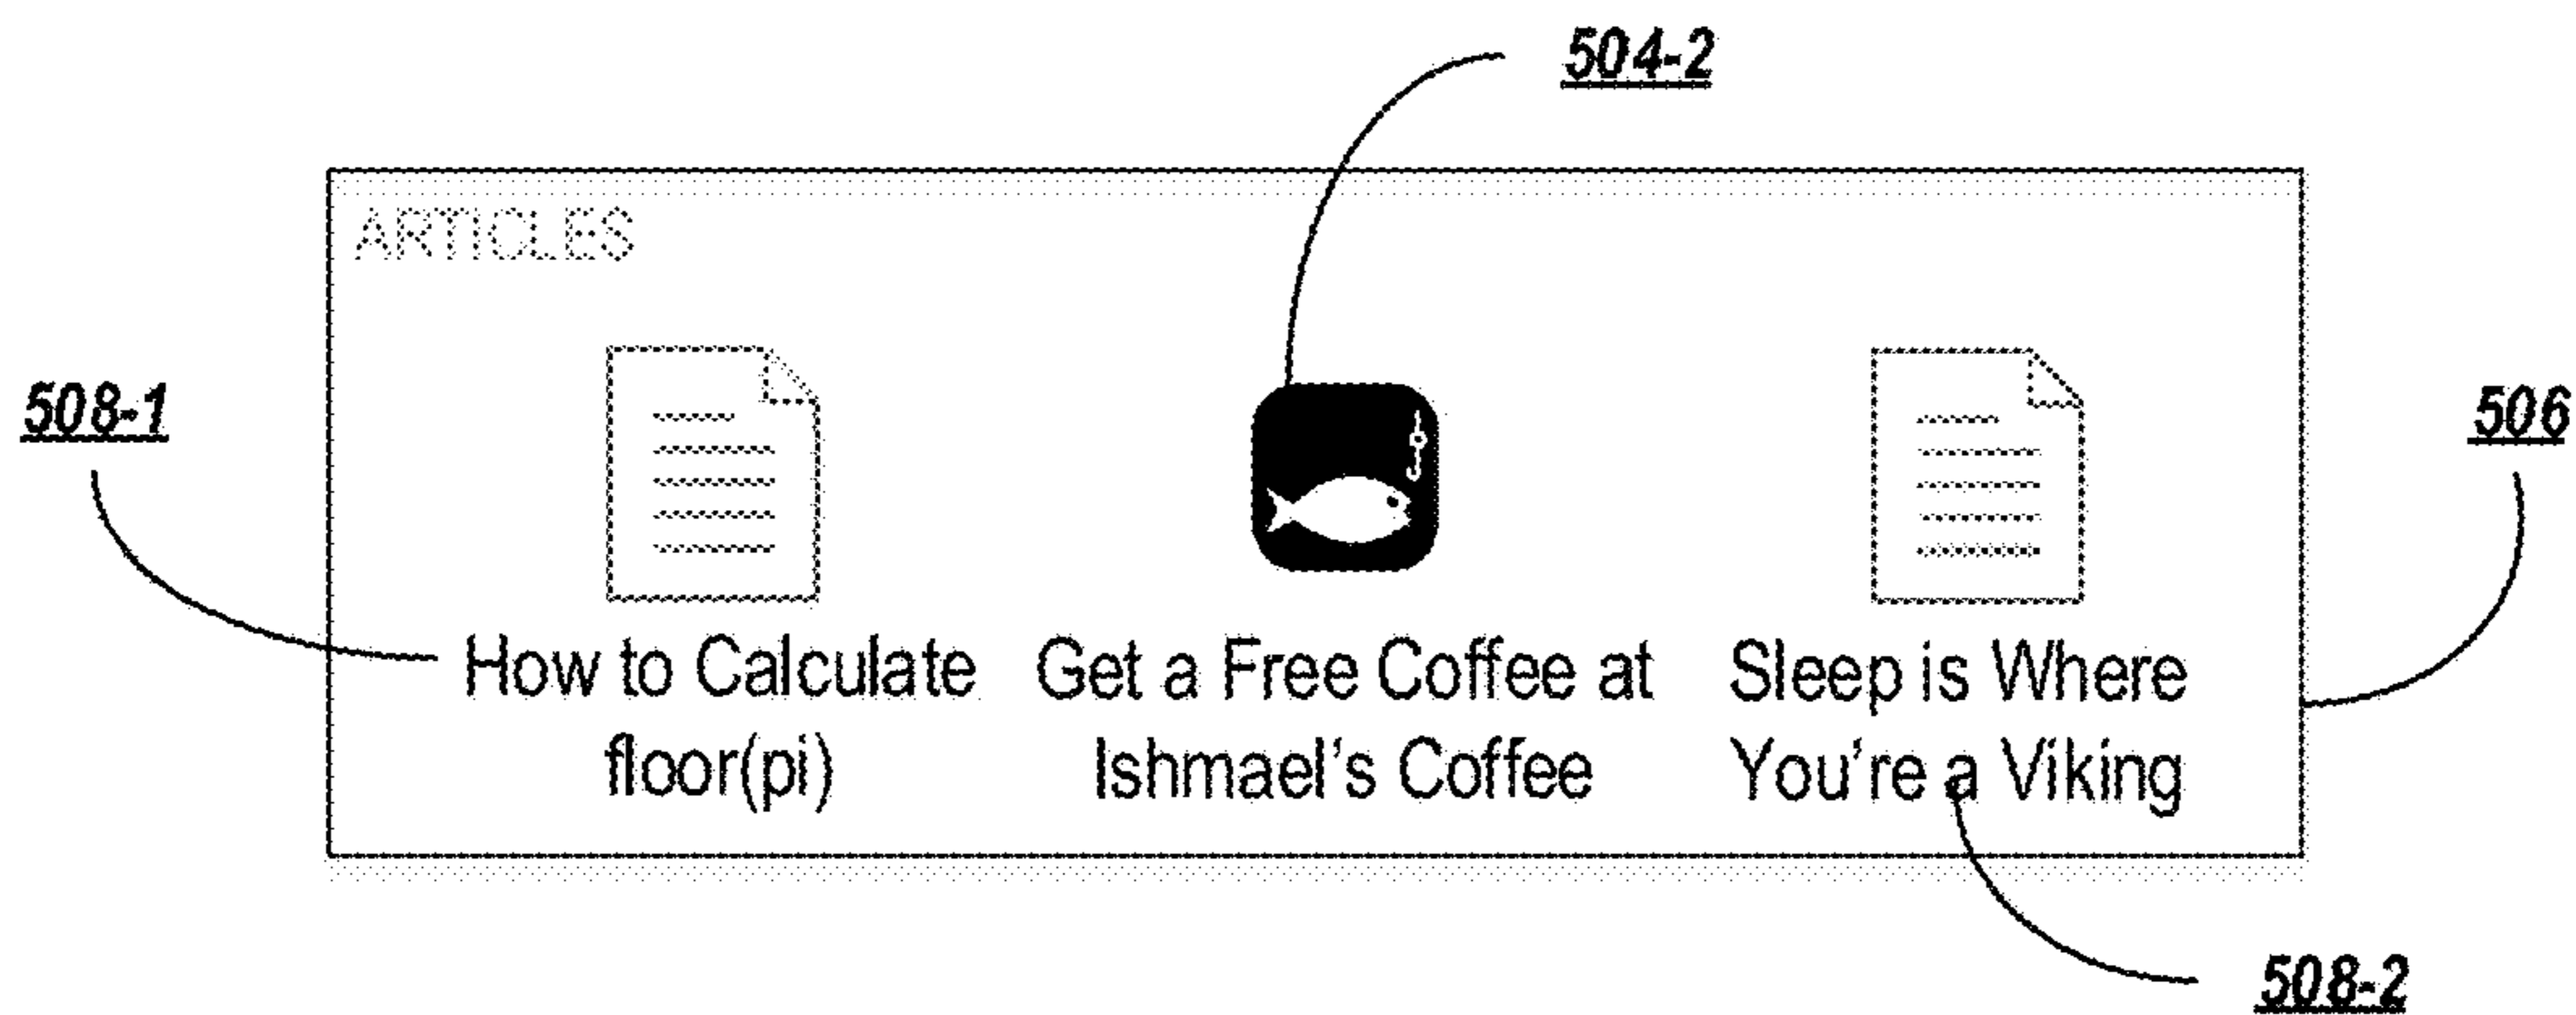 504-2
ARTICLES
508-1
506
How to Calculate
floor(pi)
Get a Free Coffee at
Ishmael's Coffee
Sleep is Where
You're a Viking
508-2